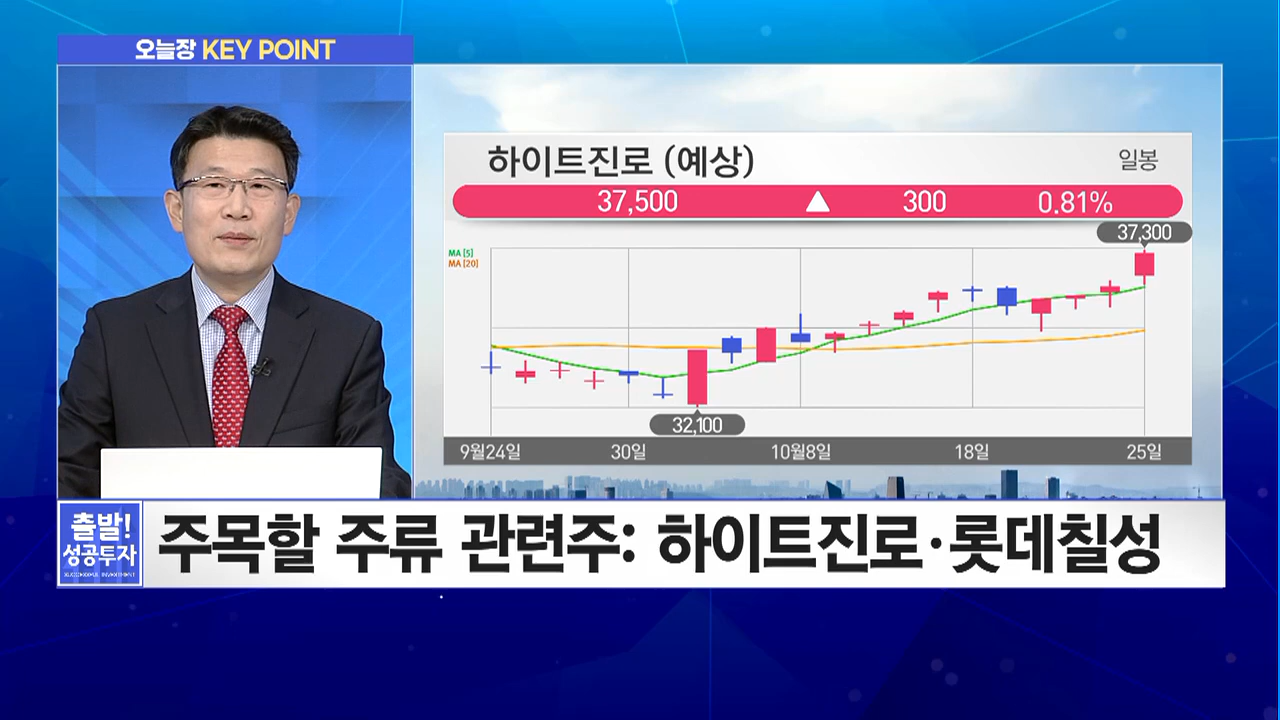 오늘장 KEY POINT
하이트진로 (예상)
일봉
37,500 ▲ 300 0.81%
37,300
MA [5]
MA [20]
32,100
9월24일 30일 10월8일 18일 25일
출발!
성공투자
SUCCESSFUL INVESTMENT
주목할 주류 관련주: 하이트진로·롯데칠성